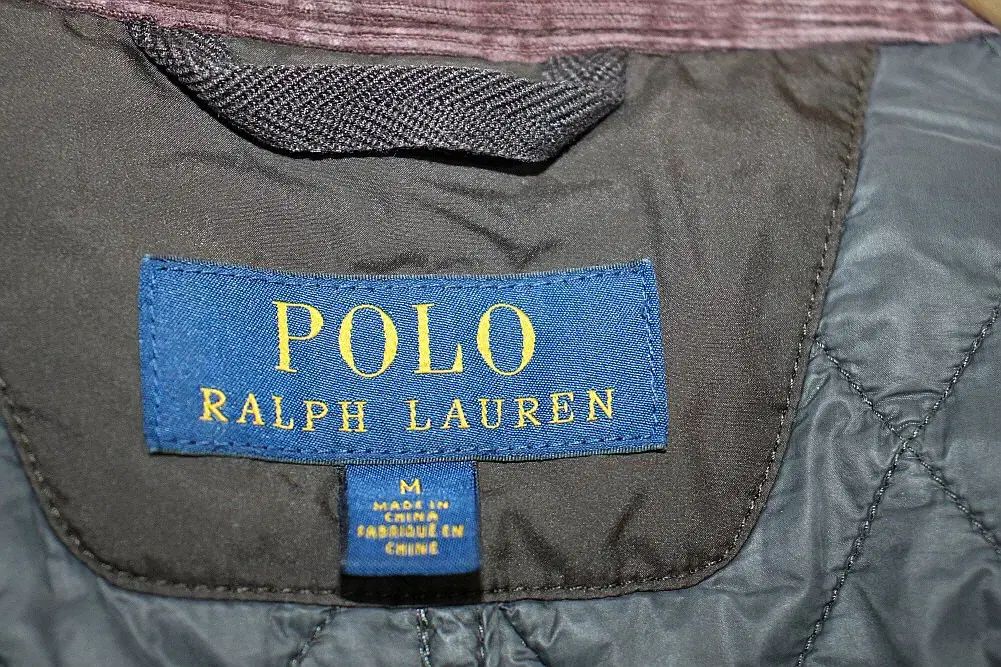 POLO
RALPH LAUREN
M
MADE IN
CHINA
FABRIQUÉ EN
CHINE